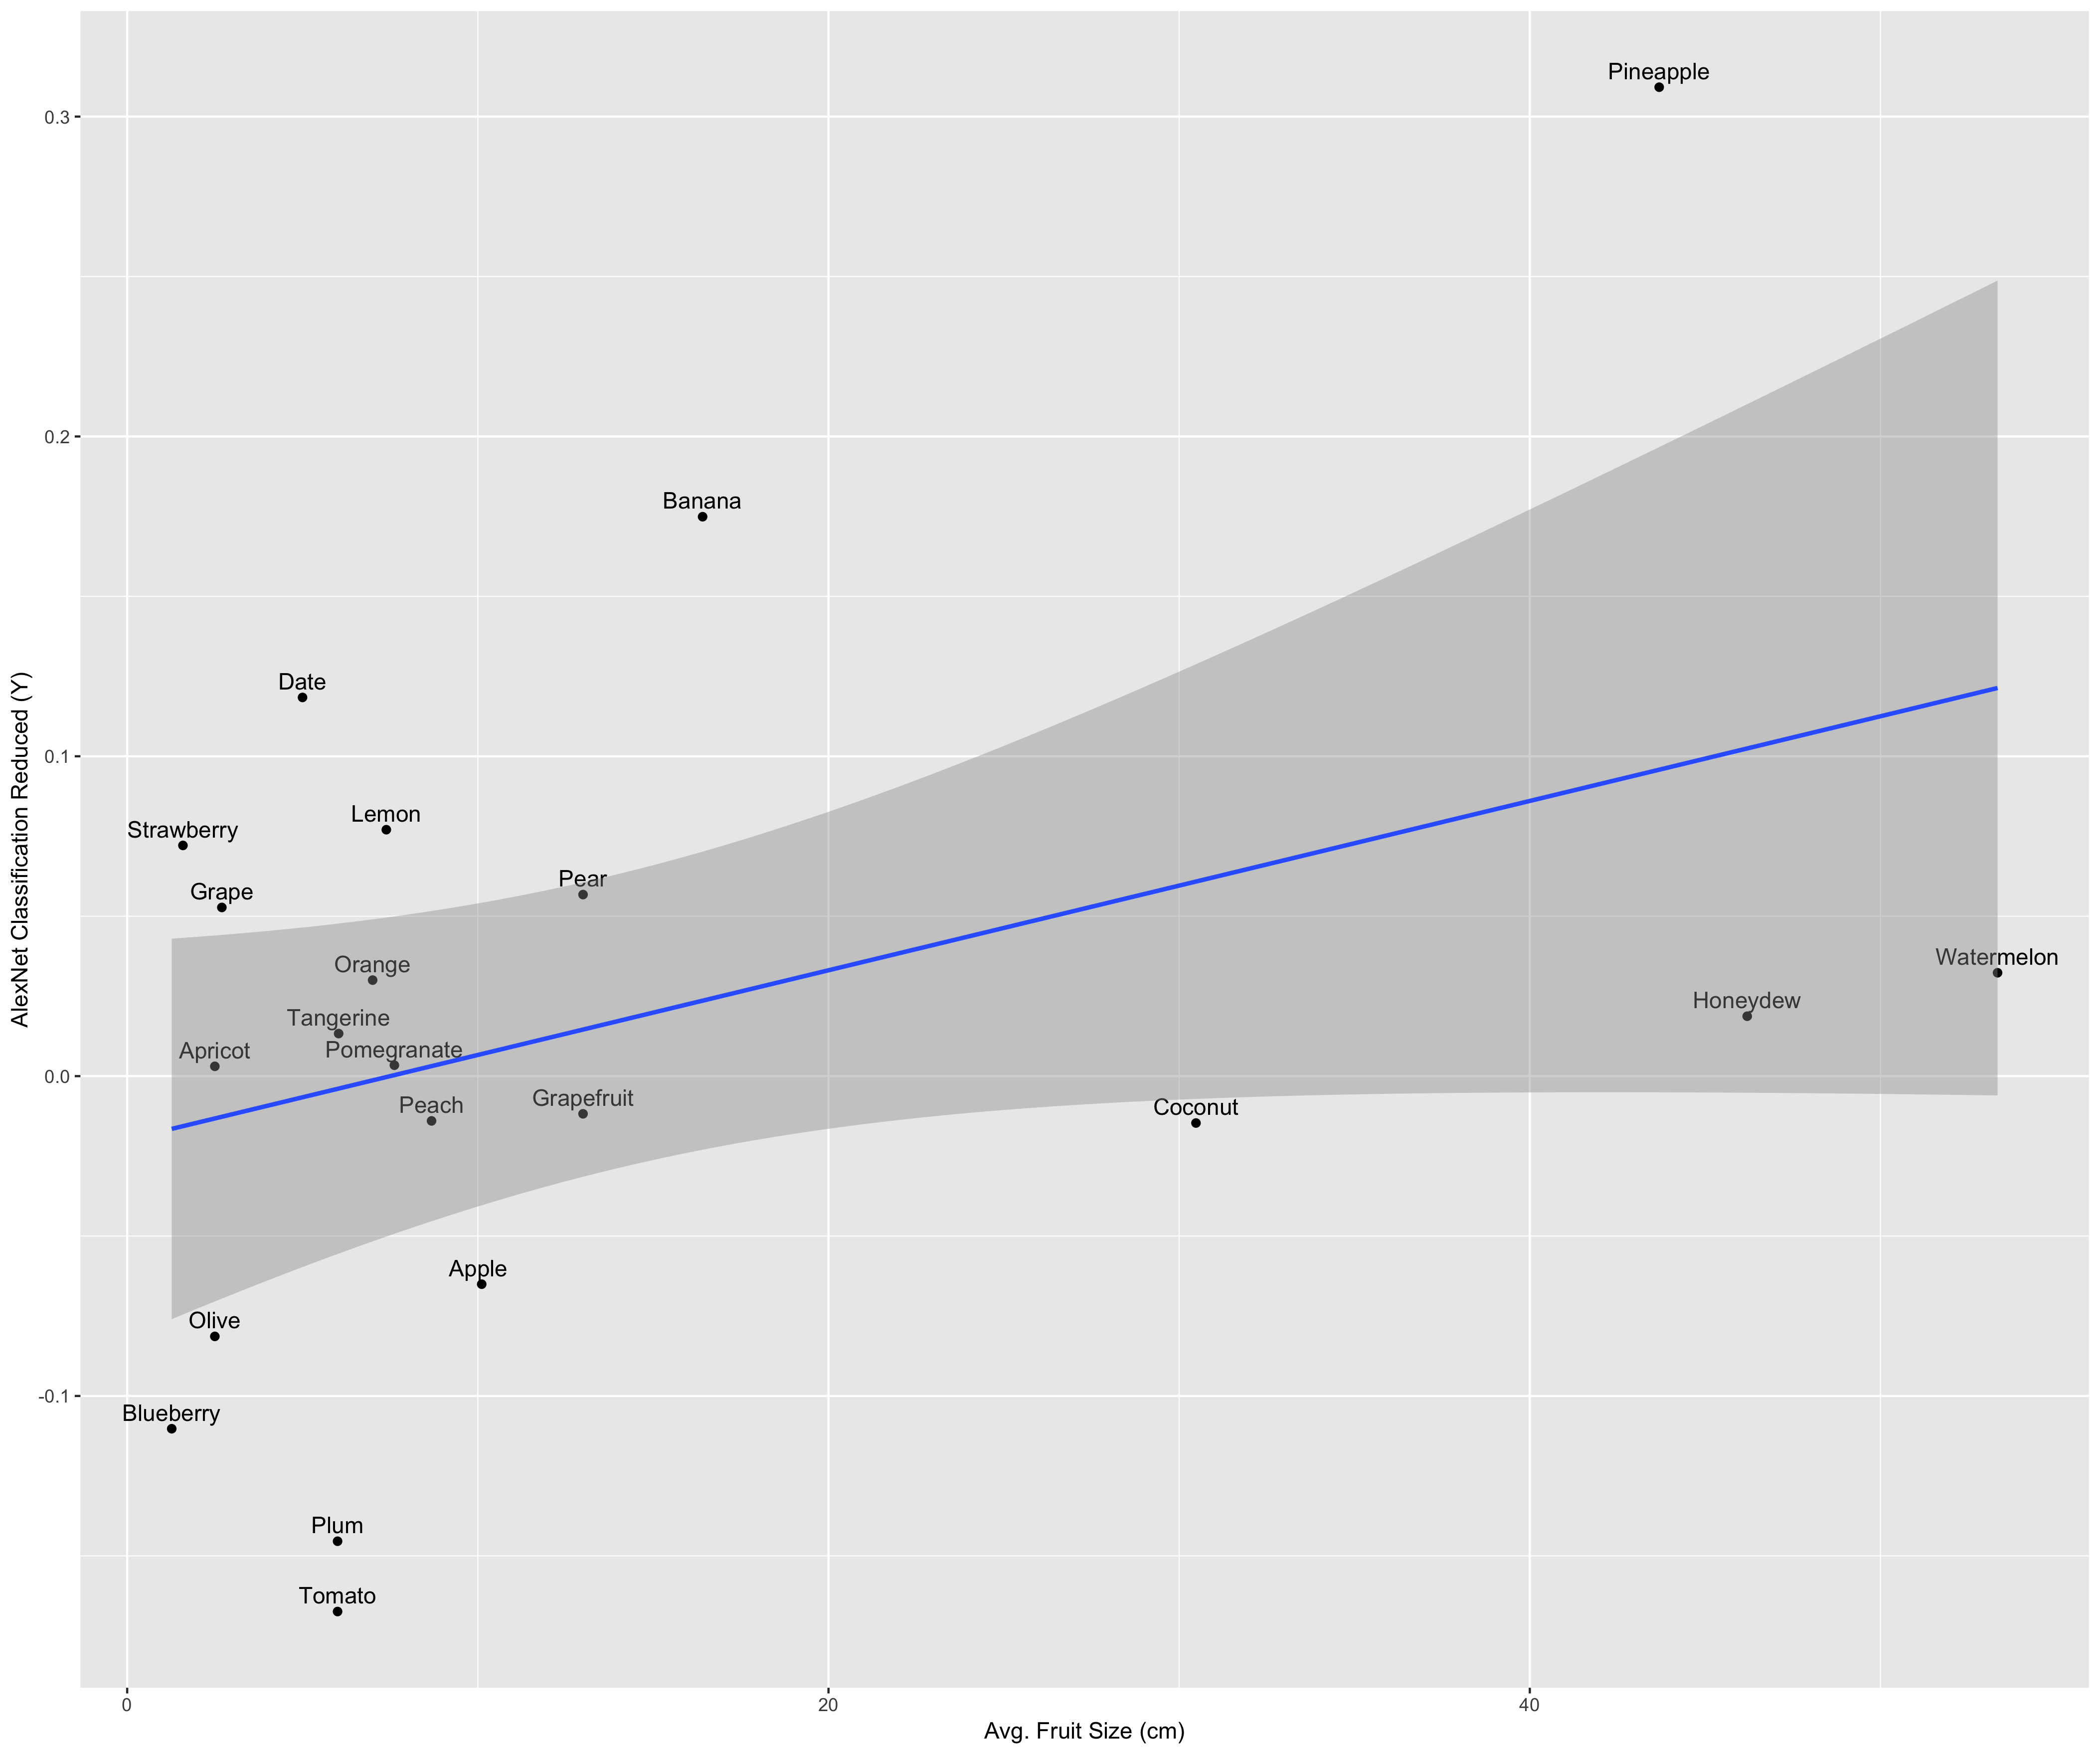 Pineapple
0.3
0.2
Banana
Date
0.1
Lemon
Strawberry
Pear
Grape
Orange
Watermelon
Honeydew
Tangerine
Apricot
Pomegranate
0.0
Peach
Grapefruit
Coconut
Apple
Olive
-0.1
Blueberry
Plum
Tomato
AlexNet Classification Reduced (Y)
0
20
40
Avg. Fruit Size (cm)